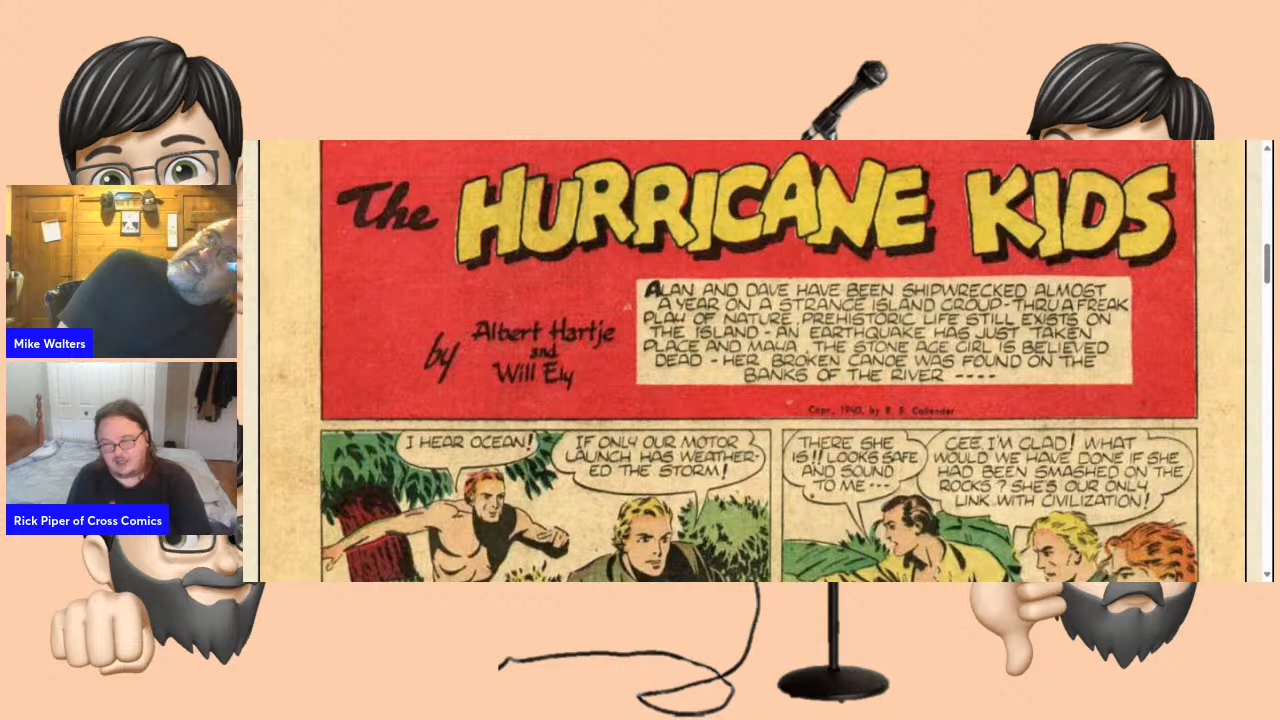 The HURRICANE KIDS
by Albert Hartje
and
Will Ely
ALAN AND DAVE HAVE BEEN SHIPWRECKED ALMOST
A YEAR ON A STRANGE ISLAND GROUP-THRU A FREAK
PLAY OF NATURE, PREHISTORIC LIFE STILL EXISTS ON
THE ISLAND - AN EARTHQUAKE HAS JUST TAKEN
PLACE AND MAHA, THE STONE AGE GIRL IS BELIEVED
DEAD - HER BROKEN CANOE WAS FOUND ON THE
BANKS OF THE RIVER ----
Copr., 1940, by R. S. Callender
I HEAR OCEAN!
IF ONLY OUR MOTOR
LAUNCH HAS WEATHER-
ED THE STORM!
THERE SHE
IS!! LOOKS SAFE
AND SOUND
TO ME ---
GEE, I'M GLAD! WHAT
WOULD WE HAVE DONE IF SHE
HAD BEEN SMASHED ON THE
ROCKS? SHE'S OUR ONLY
LINK WITH CIVILIZATION!
Mike Walters
Rick Piper of Cross Comics